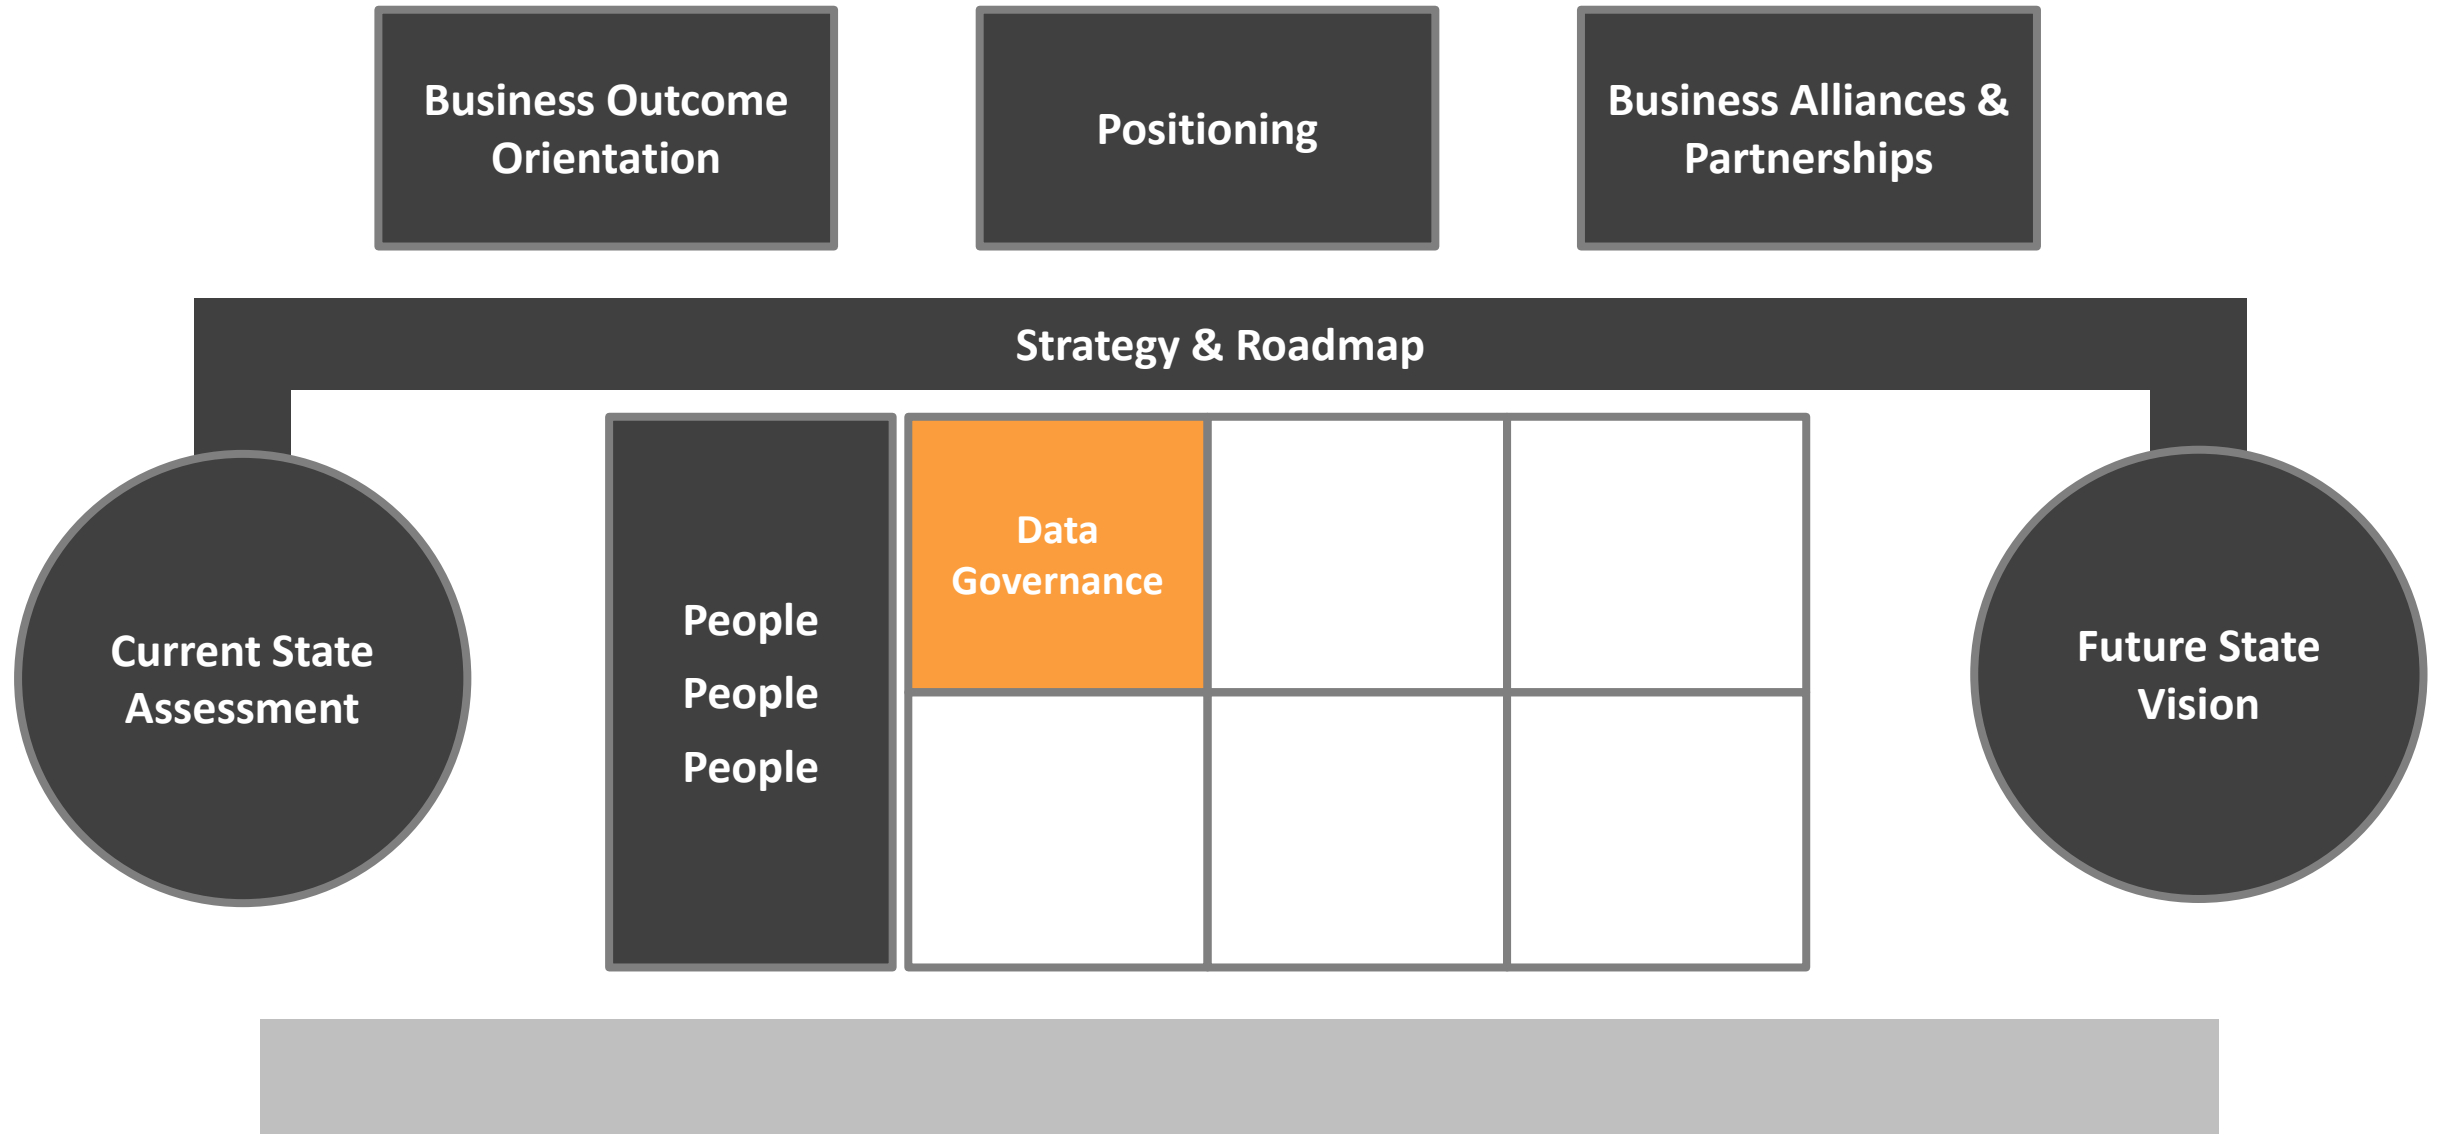 Business Outcome
Orientation
Positioning
Business Alliances &
Partnerships
Strategy & Roadmap
Current State
Assessment
People
People
People
Data
Governance
Future State
Vision